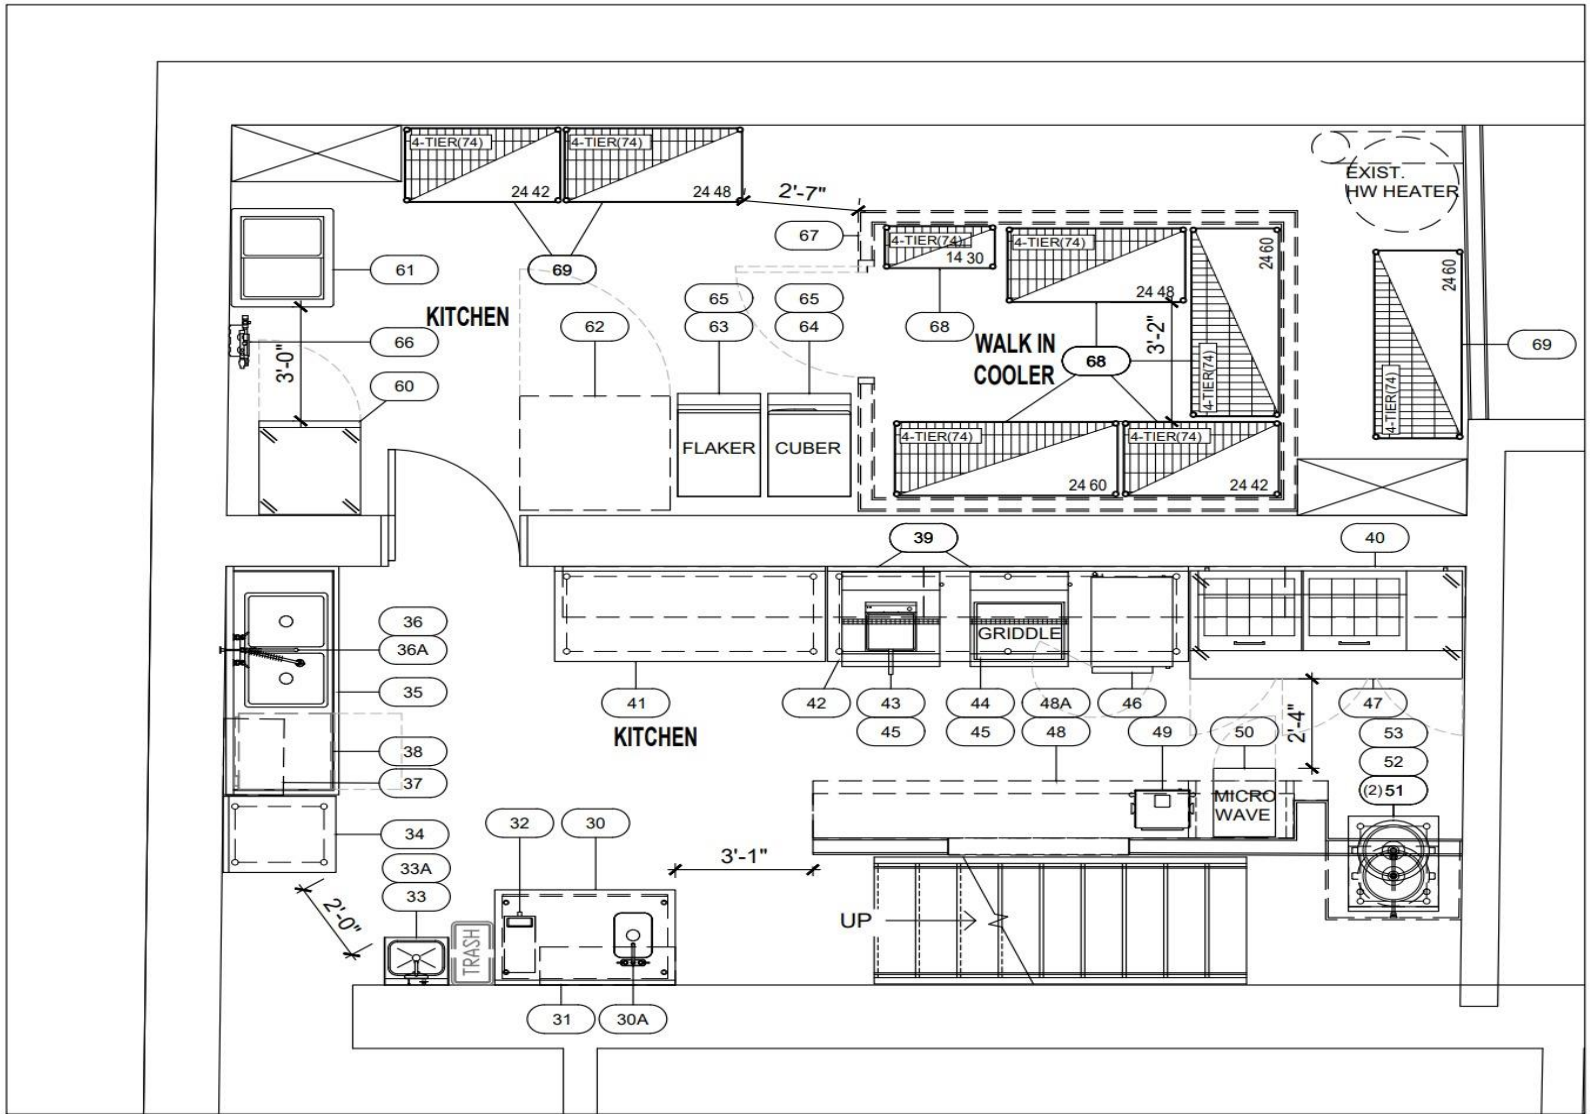 4-TIER(74)
24 42
4-TIER(74)
24 48
2'-7"
EXIST.
HW HEATER
67
4-TIER(74)
14 30
4-TIER(74)
24 48
24 60
4-TIER(74)
24 60
4-TIER(74)
61
69
65
63
65
64
68
KITCHEN
62
66
3'-0"
60
WALK IN
COOLER
68
3'-2"
69
FLAKER
CUBER
4-TIER(74)
24 60
4-TIER(74)
24 42
39
40
36
36A
35
GRIDDLE
41
42
43
45
44
45
48A
48
46
49
50
47
53
52
(2) 51
KITCHEN
2'-4"
38
37
MICRO
WAVE
34
33A
33
32
30
3'-1"
2'-0"
TRASH
UP
31
30A